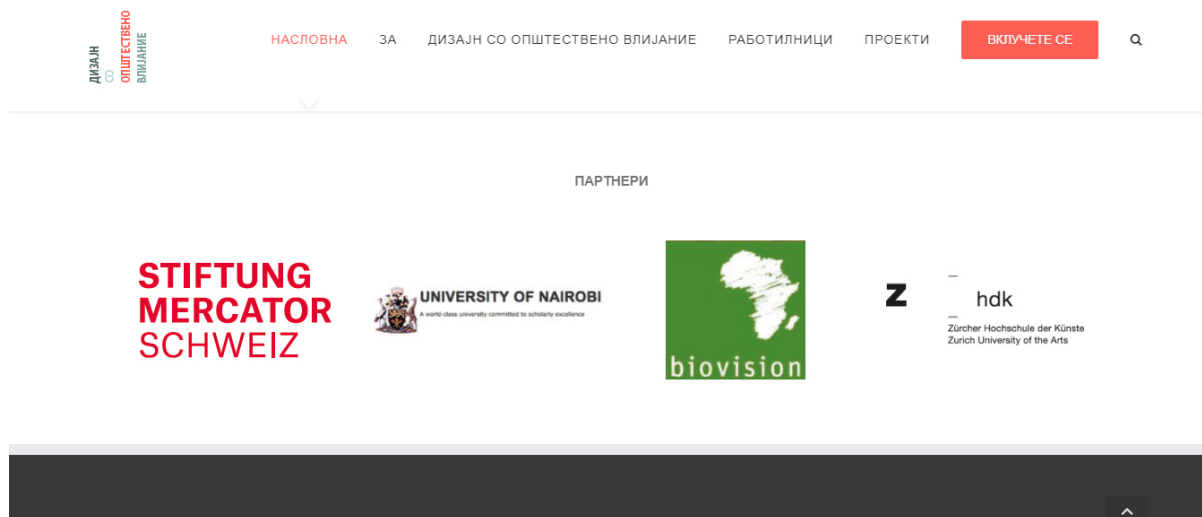 ДИЗАЈН
СО
ОПШТЕСТВЕНО
ВЛИЈАНИЕ
НАСЛОВНА ЗА ДИЗАЈН СО ОПШТЕСТВЕНО ВЛИЈАНИЕ РАБОТИЛНИЦИ ПРОЕКТИ ВКЛУЧЕТЕ СЕ
ПАРТНЕРИ
STIFTUNG
MERCATOR
SCHWEIZ
UNIVERSITY OF NAIROBI
A world-class university committed to scholarly excellence
biovision
Z hdk
Zürcher Hochschule der Künste
Zurich University of the Arts